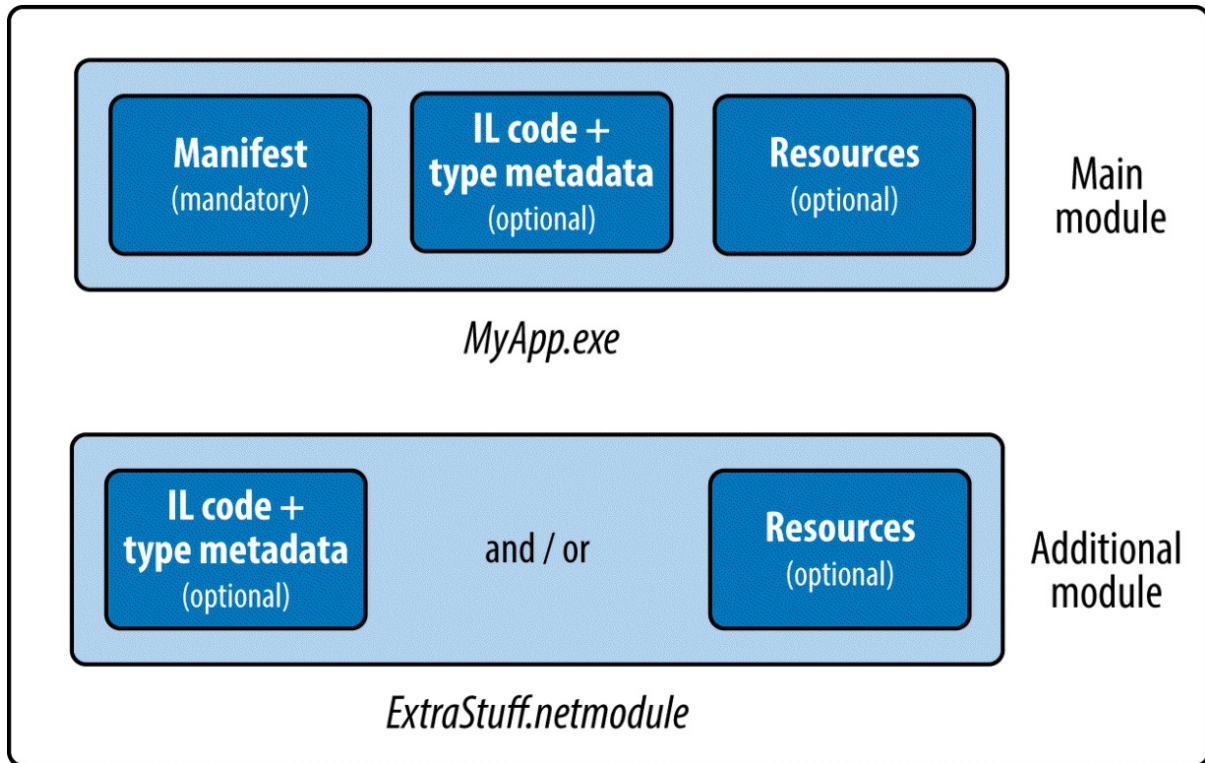 Manifest
(mandatory)
IL code +
type metadata
(optional)
Resources
(optional)
Main
module
MyApp.exe
IL code +
type metadata
(optional)
and / or
Resources
(optional)
Additional
module
ExtraStuff.netmodule